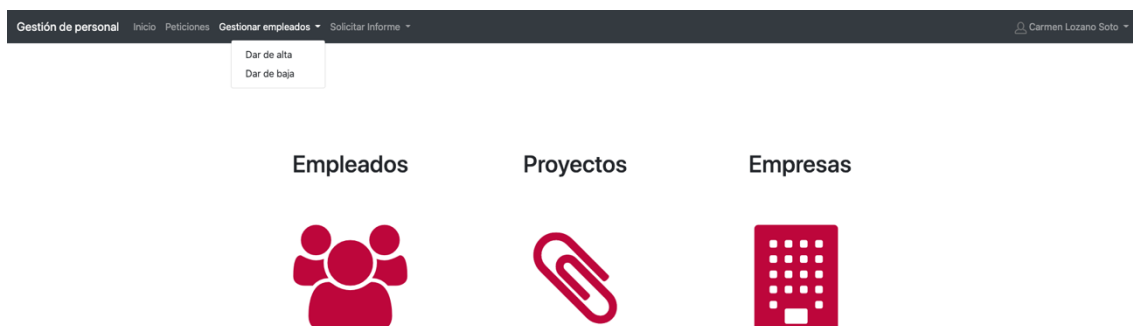 Gestión de personal Inicio Peticiones Gestionar empleados Solicitar Informe Carmen Lozano Soto
Dar de alta
Dar de baja
Empleados Proyectos Empresas